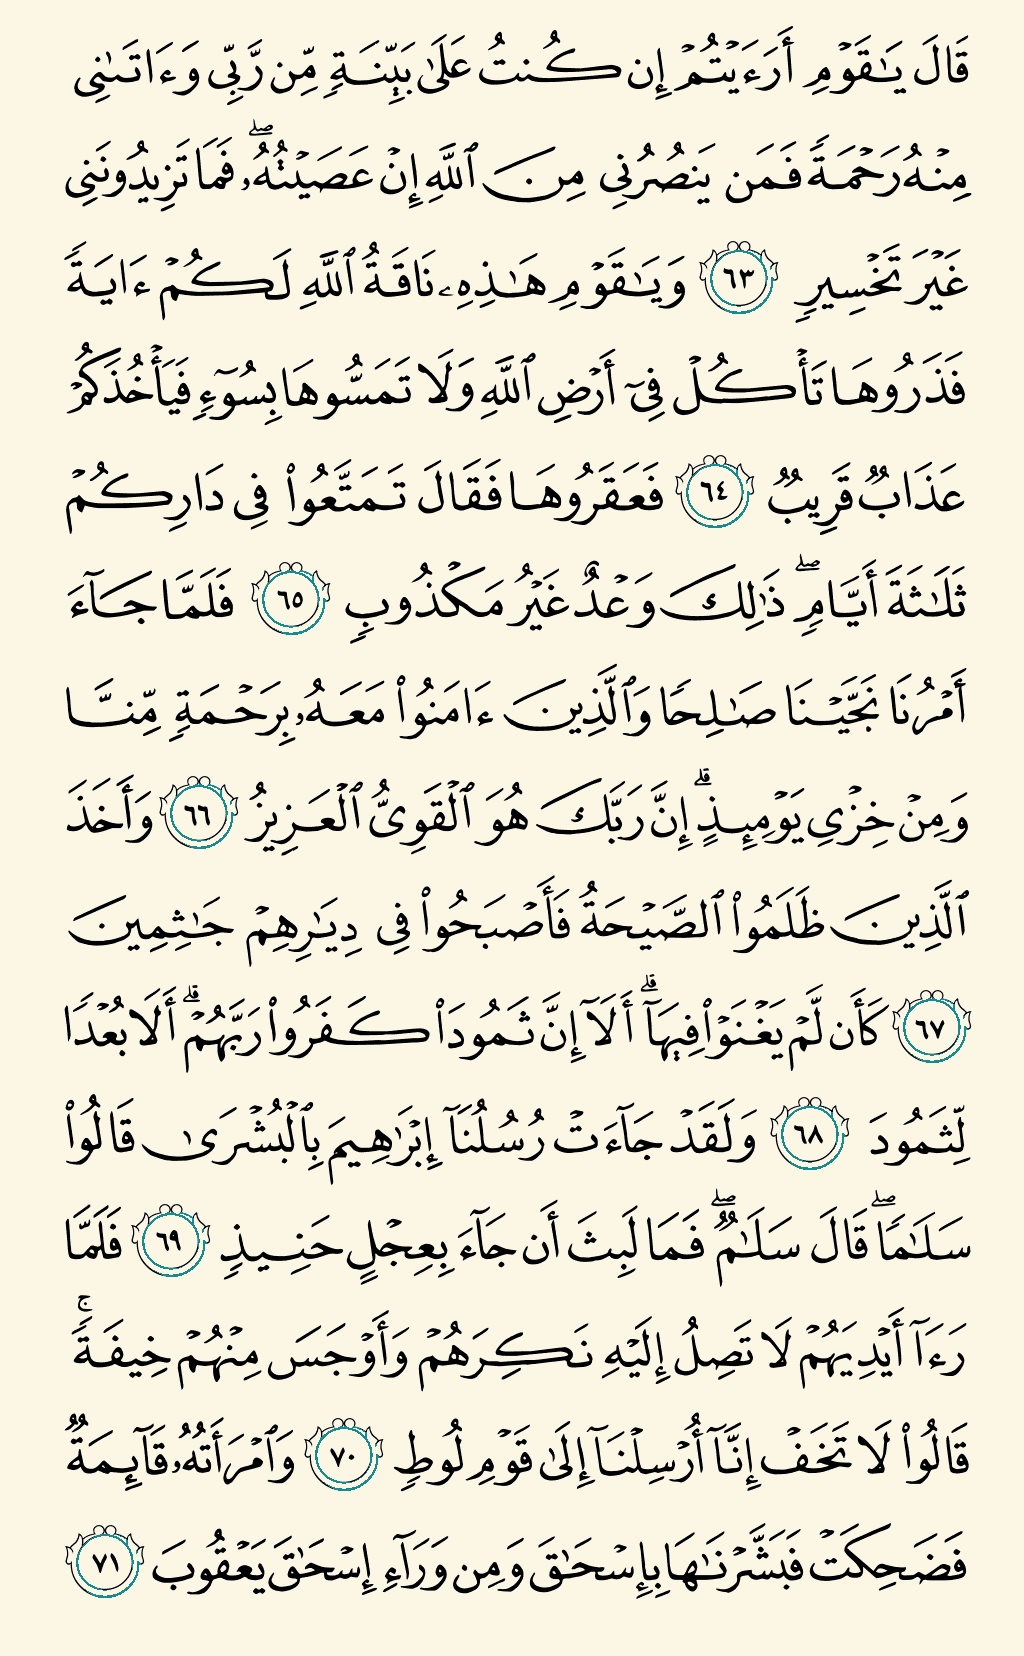 قَالَ يَـٰقَوۡمِ أَرَءَيۡتُمۡ إِن كُنتُ عَلَىٰ بَيِّنَةٖ مِّن رَّبِّي وَءَاتَىٰنِي
مِنۡهُ رَحۡمَةٗ فَمَن يَنصُرُنِي مِنَ ٱللَّهِ إِنۡ عَصَيۡتُهُۥۖ فَمَا تَزِيدُونَنِي
غَيۡرَ تَخۡسِيرٖ ٦٣ وَيَـٰقَوۡمِ هَـٰذِهِۦ نَاقَةُ ٱللَّهِ لَكُمۡ ءَايَةٗ
فَذَرُوهَا تَأۡكُلۡ فِيٓ أَرۡضِ ٱللَّهِ وَلَا تَمَسُّوهَا بِسُوٓءٖ فَيَأۡخُذَكُمۡ
عَذَابٞ قَرِيبٞ ٦٤ فَعَقَرُوهَا فَقَالَ تَمَتَّعُواْ فِي دَارِكُمۡ
ثَلَـٰثَةَ أَيَّامٖۖ ذَٰلِكَ وَعۡدٌ غَيۡرُ مَكۡذُوبٖ ٦٥ فَلَمَّا جَآءَ
أَمۡرُنَا نَجَّيۡنَا صَـٰلِحٗا وَٱلَّذِينَ ءَامَنُواْ مَعَهُۥ بِرَحۡمَةٖ مِّنَّا
وَمِنۡ خِزۡيِ يَوۡمِئِذٍۚ إِنَّ رَبَّكَ هُوَ ٱلۡقَوِيُّ ٱلۡعَزِيزُ ٦٦ وَأَخَذَ
ٱلَّذِينَ ظَلَمُواْ ٱلصَّيۡحَةُ فَأَصۡبَحُواْ فِي دِيَـٰرِهِمۡ جَـٰثِمِينَ
٦٧ كَأَن لَّمۡ يَغۡنَوۡاْ فِيهَآۗ أَلَآ إِنَّ ثَمُودَاْ كَفَرُواْ رَبَّهُمۡۗ أَلَا بُعۡدٗا
لِّثَمُودَ ٦٨ وَلَقَدۡ جَآءَتۡ رُسُلُنَآ إِبۡرَٰهِيمَ بِٱلۡبُشۡرَىٰ قَالُواْ
سَلَـٰمٗاۖ قَالَ سَلَـٰمٞۖ فَمَا لَبِثَ أَن جَآءَ بِعِجۡلٍ حَنِيذٖ ٦٩ فَلَمَّا
رَءَآ أَيۡدِيَهُمۡ لَا تَصِلُ إِلَيۡهِ نَكِرَهُمۡ وَأَوۡجَسَ مِنۡهُمۡ خِيفَةٗۚ
قَالُواْ لَا تَخَفۡ إِنَّآ أُرۡسِلۡنَآ إِلَىٰ قَوۡمِ لُوطٖ ٧٠ وَٱمۡرَأَتُهُۥ قَآئِمَةٞ
فَضَحِكَتۡ فَبَشَّرۡنَـٰهَا بِإِسۡحَـٰقَ وَمِن وَرَآءِ إِسۡحَـٰقَ يَعۡقُوبَ ٧١